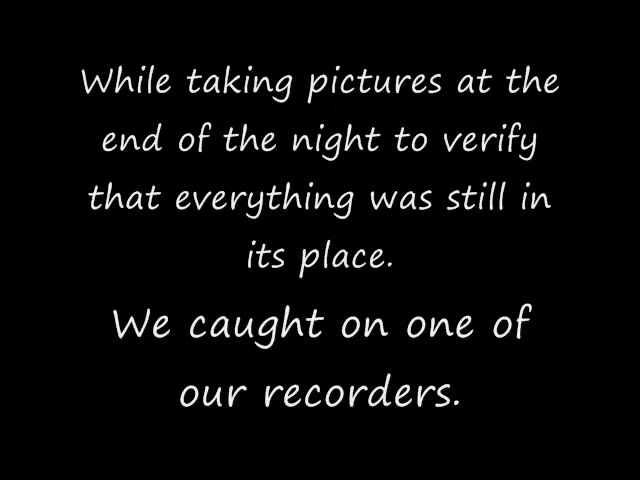 While taking pictures at the
end of the night to verify
that everything was still in
its place.
We caught on one of
our recorders.